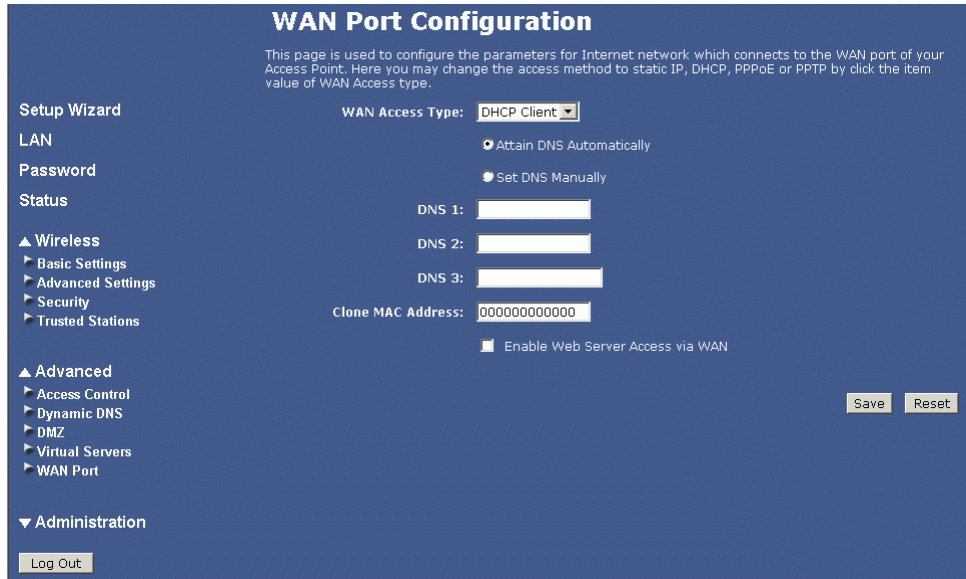 WAN Port Configuration
This page is used to configure the parameters for Internet network which connects to the WAN port of your
Access Point. Here you may change the access method to static IP, DHCP, PPPoE or PPTP by click the item
value of WAN Access type.
Setup Wizard
LAN
Password
Status
Wireless
Basic Settings
Advanced Settings
Security
Trusted Stations
Advanced
Access Control
Dynamic DNS
DMZ
Virtual Servers
WAN Port
Administration
Log Out
WAN Access Type: DHCP Client
Attain DNS Automatically
Set DNS Manually
DNS 1:
DNS 2:
DNS 3:
Clone MAC Address: 000000000000
Enable Web Server Access via WAN
Save Reset